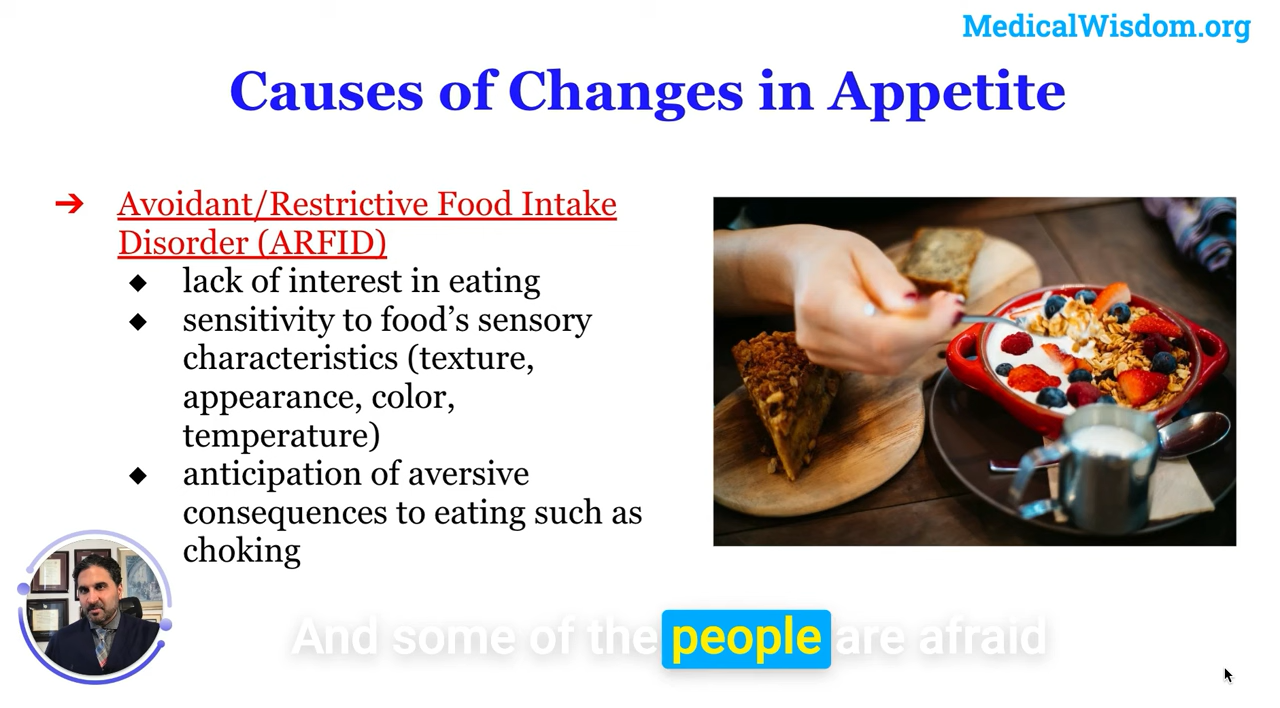 MedicalWisdom.org
Causes of Changes in Appetite
➔ Avoidant/Restrictive Food Intake
Disorder (ARFID)
◆ lack of interest in eating
◆ sensitivity to food’s sensory
characteristics (texture,
appearance, color,
temperature)
◆ anticipation of aversive
consequences to eating such as
choking
And some of the people are afraid